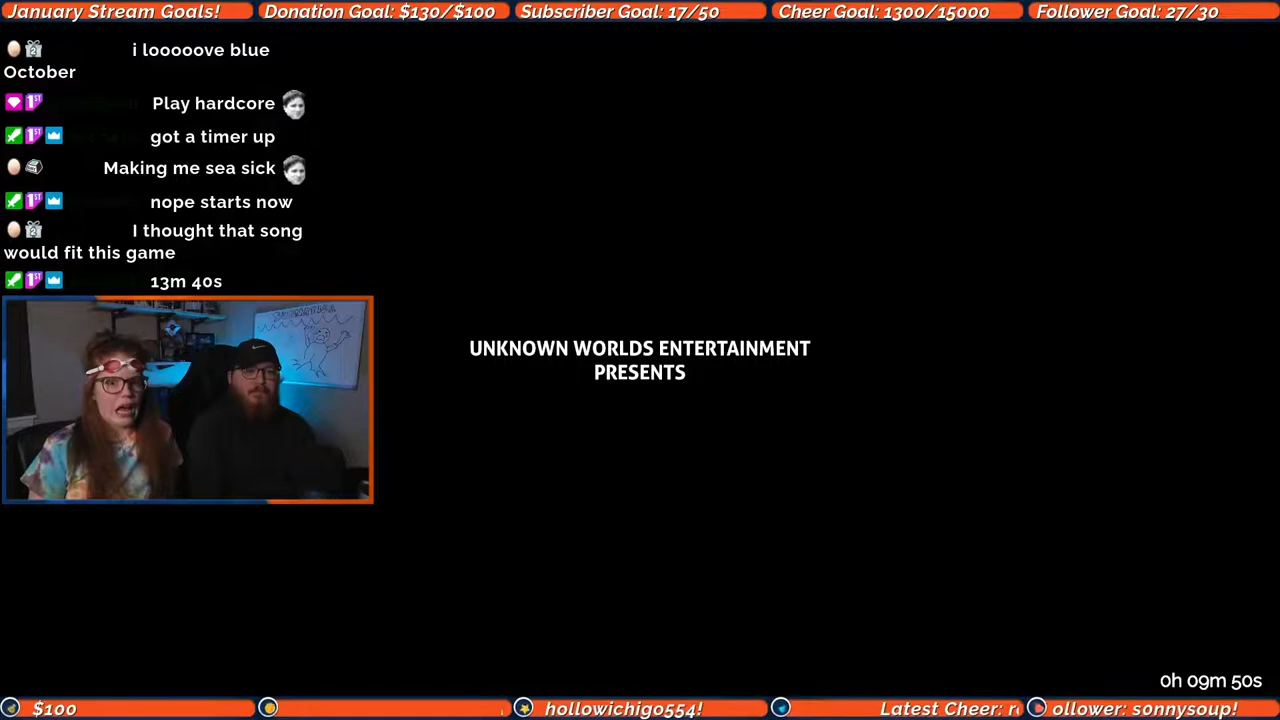 January Stream Goals! Donation Goal: $130/$100 Subscriber Goal: 17/50 Cheer Goal: 1300/15000 Follower Goal: 27/30
i looooove blue
October
Play hardcore
got a timer up
Making me sea sick
nope starts now
I thought that song
would fit this game
13m 40s
UNKNOWN WORLDS ENTERTAINMENT
PRESENTS
0h 09m 50s
$100 hollowichigo554! Latest Cheer: ollower: sonnysoup!